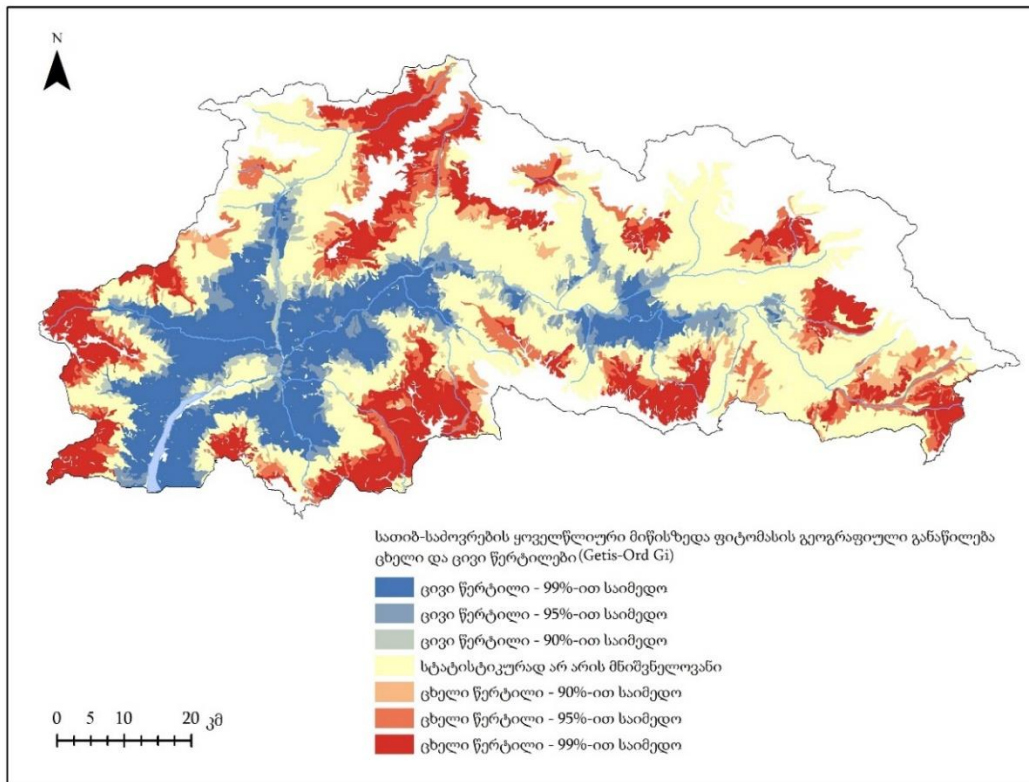 N
სათიბ-საძოვრების ყოველწლიური მიწისზედა ფიტომასის გეოგრაფიული განაწილება
ცხელი და ცივი წერტილები (Getis-Ord Gi)
ცივი წერტილი - 99%-ით საიმედო
ცივი წერტილი - 95%-ით საიმედო
ცივი წერტილი - 90%-ით საიმედო
სტატისტიკურად არ არის მნიშვნელოვანი
ცხელი წერტილი - 90%-ით საიმედო
ცხელი წერტილი - 95%-ით საიმედო
ცხელი წერტილი - 99%-ით საიმედო
0 5 10 20 კმ